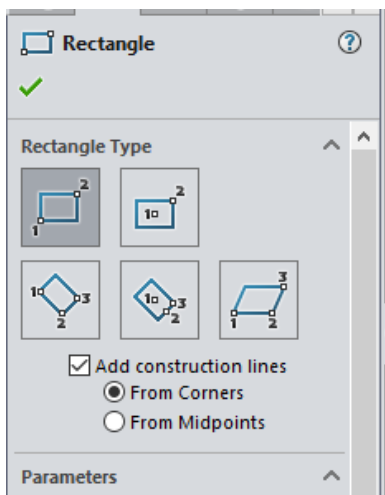 Rectangle
?
Rectangle Type
1 2
1 2
1 2 3
1 2 3
1 2 3
Add construction lines
From Corners
From Midpoints
Parameters